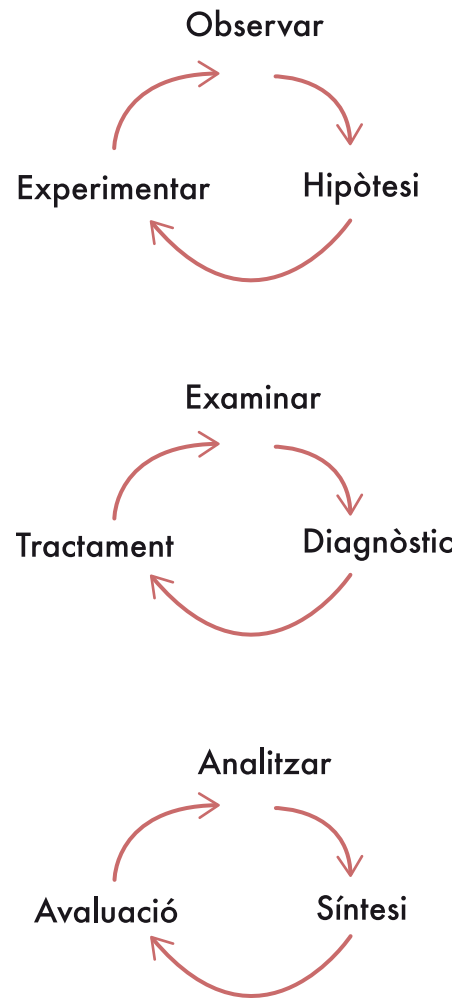 Observar
Experimentar
Hipòtesi
Examinar
Tractament
Diagnòstic
Analitzar
Avaluació
Síntesi